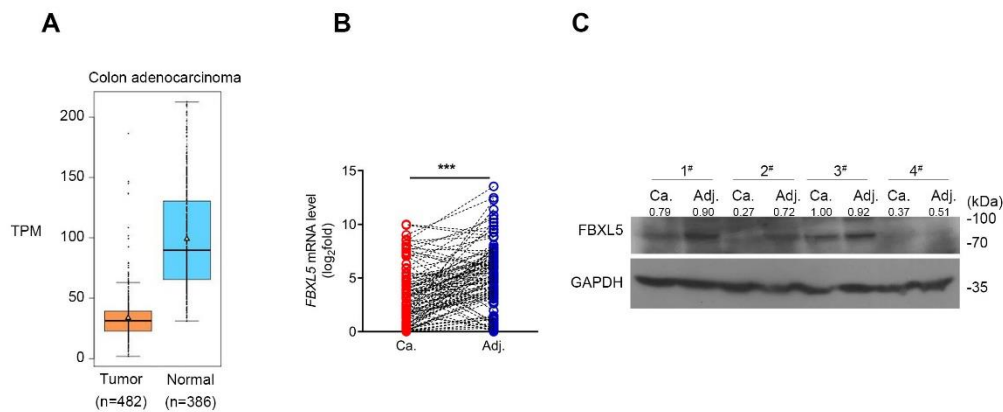 A
Colon adenocarcinoma
200
150
TPM
100
50
0
Tumor Normal
(n=482) (n=386)
B
15
***
10
5
0
FBXL5 mRNA level
(log₂fold)
Ca. Adj.
C
1# 2# 3# 4#
Ca. Adj. Ca. Adj. Ca. Adj. Ca. Adj. (kDa)
0.79 0.90 0.27 0.72 1.00 0.92 0.37 0.51
-100
FBXL5
-70
GAPDH -35